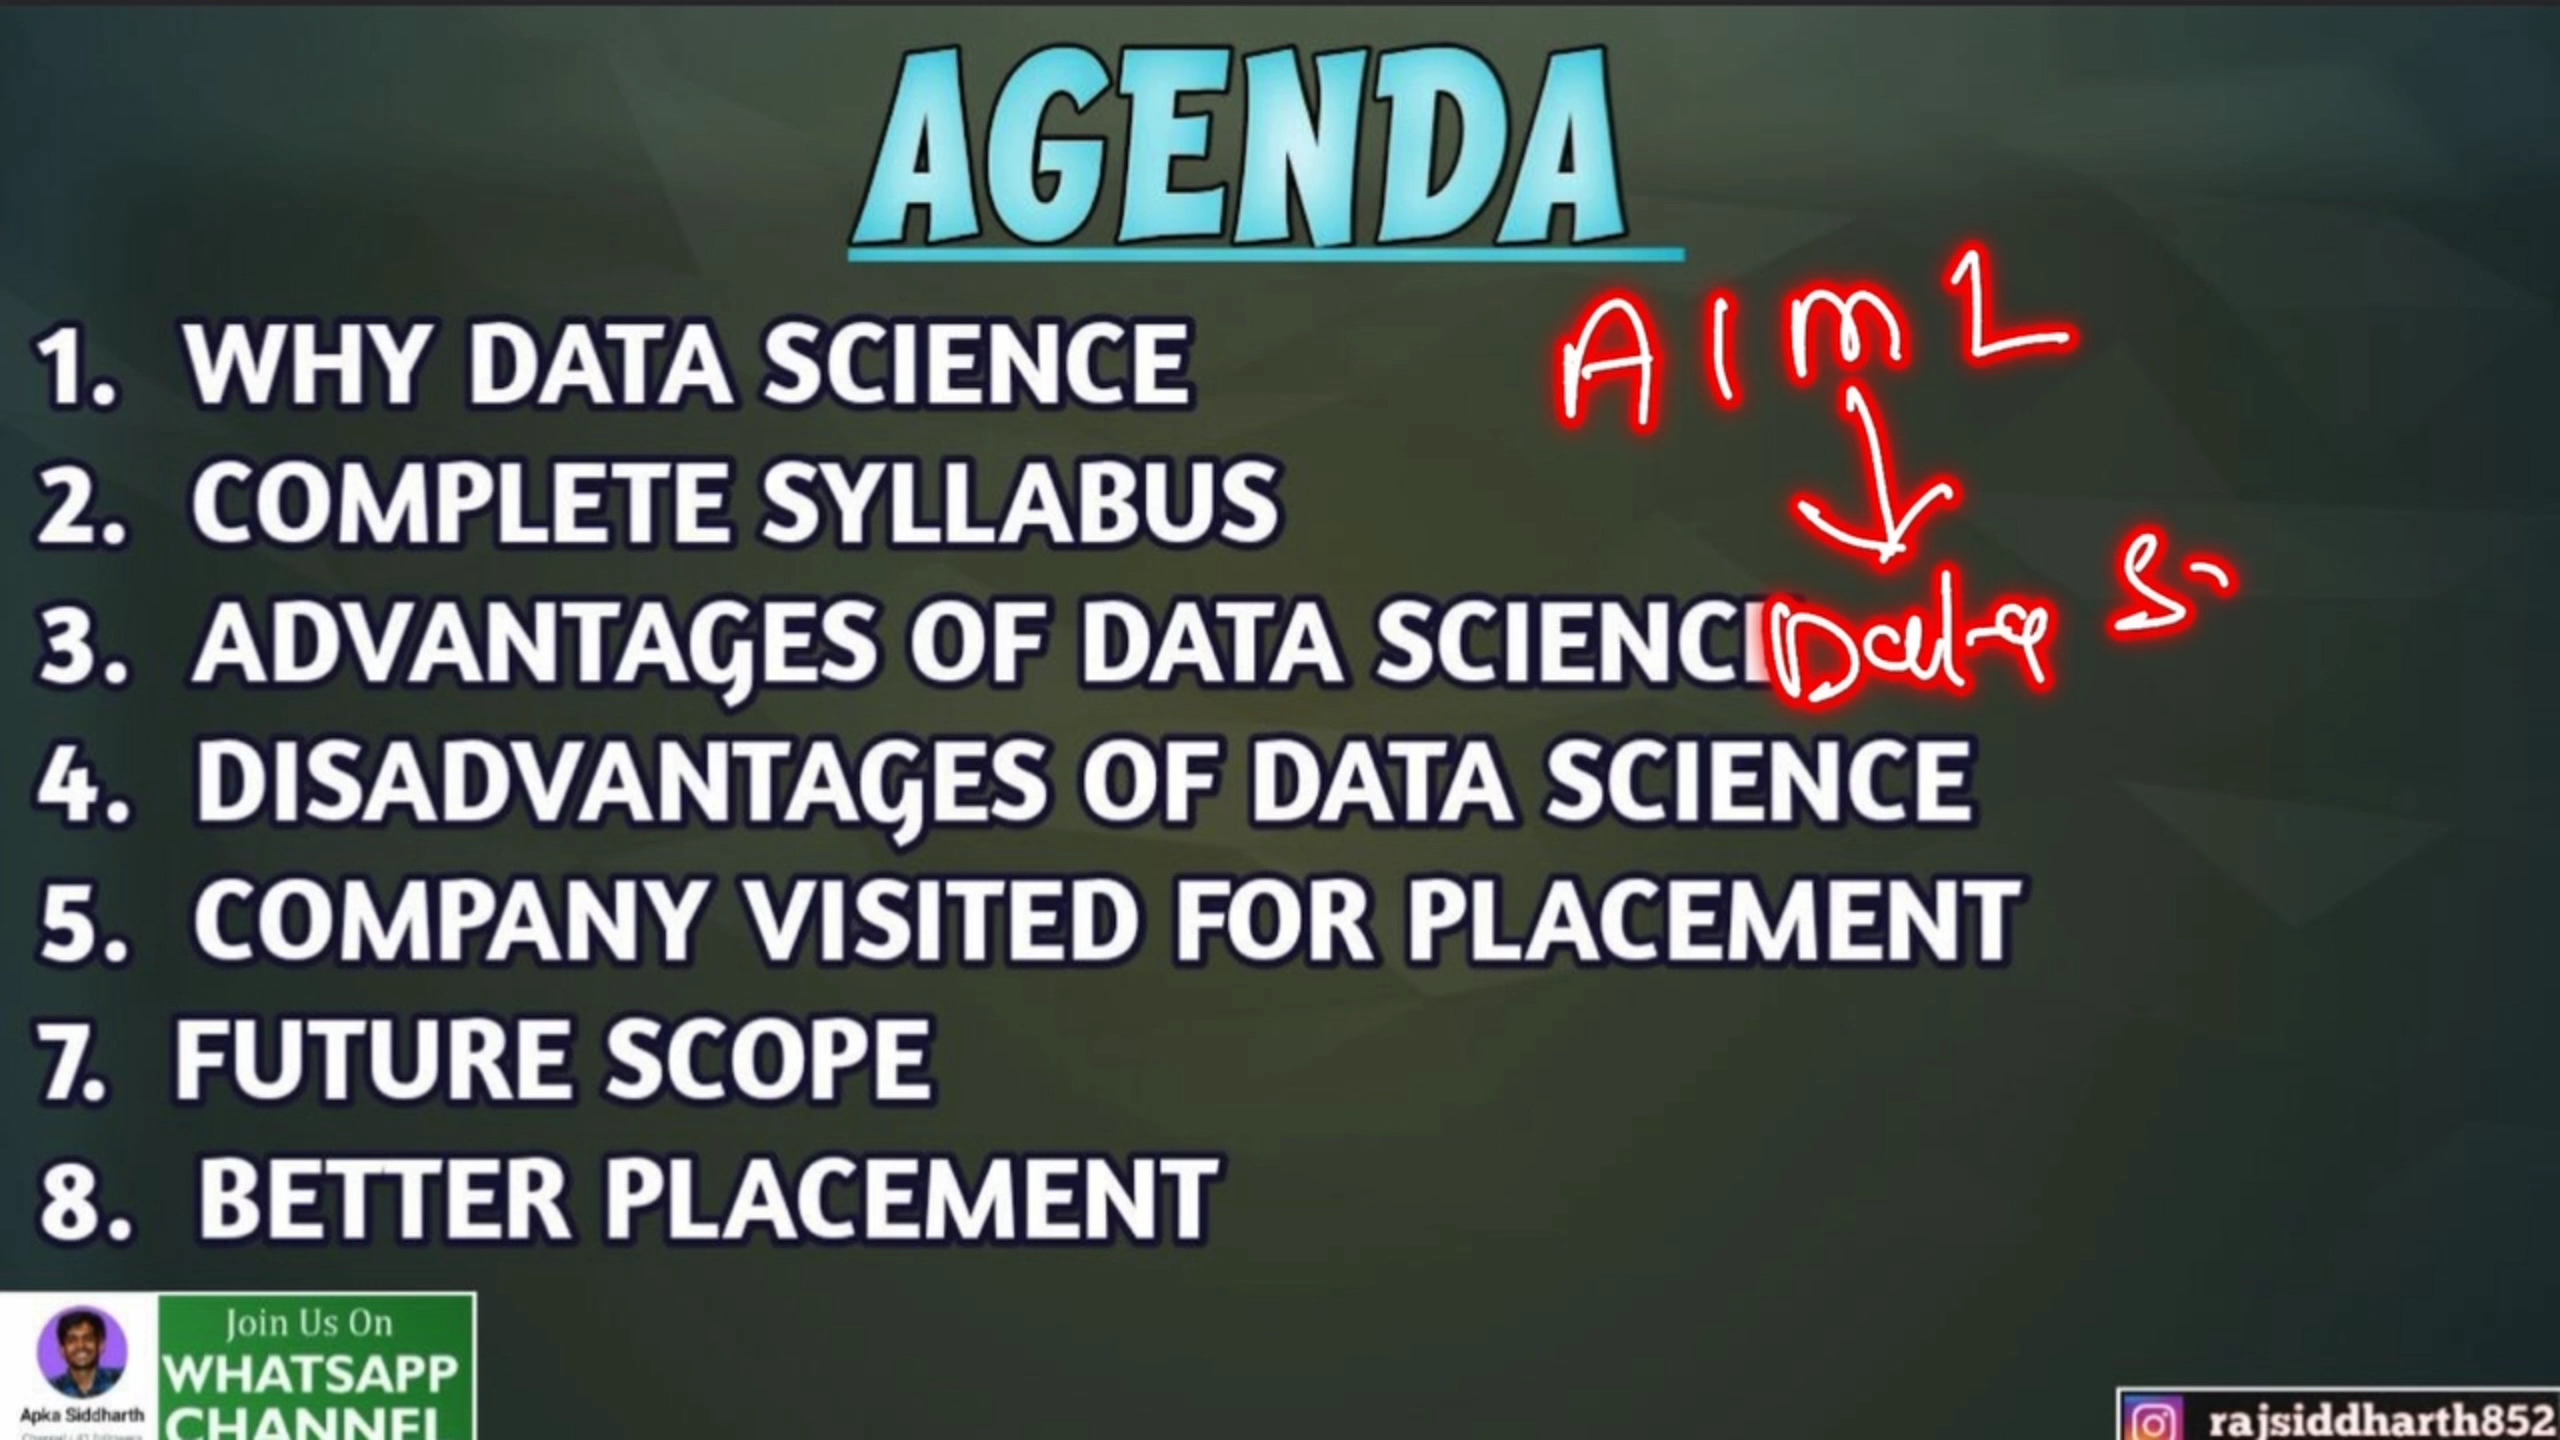 AGENDA
AIML
1. WHY DATA SCIENCE
2. COMPLETE SYLLABUS
Data S
3. ADVANTAGES OF DATA SCIENCE
4. DISADVANTAGES OF DATA SCIENCE
5. COMPANY VISITED FOR PLACEMENT
7. FUTURE SCOPE
8. BETTER PLACEMENT
Join Us On
WHATSAPP
CHANNEL
Apka Siddharth
rajsiddharth852